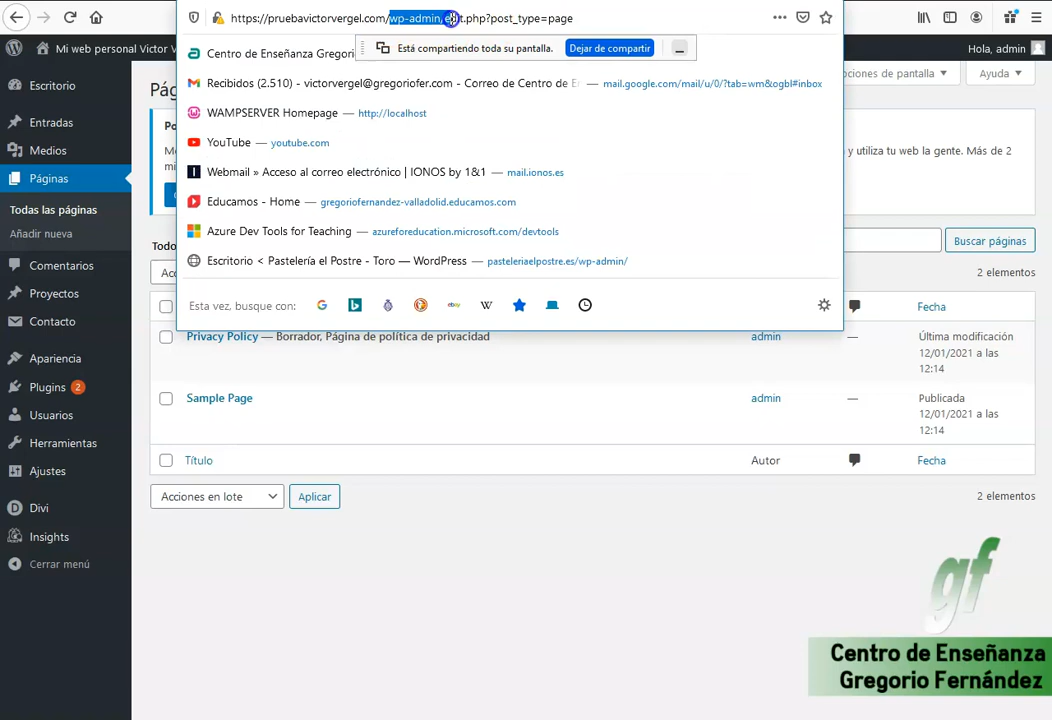 https://pruebavictorvergel.com/wp-admin/edit.php?post_type=page
Mi web personal Victor V
Hola, admin
Está compartiendo toda su pantalla.
Dejar de compartir
Centro de Enseñanza Gregori
Recibidos (2.510) - victorvergel@gregoriofer.com - Correo de Centro de E — mail.google.com/mail/u/0/?tab=wm&ogbl#inbox
WAMPSERVER Homepage — http://localhost
YouTube — youtube.com
Webmail » Acceso al correo electrónico | IONOS by 1&1 — mail.ionos.es
Educamos - Home — gregoriofernandez-valladolid.educamos.com
Azure Dev Tools for Teaching — azureforeducation.microsoft.com/devtools
Escritorio < Pastelería el Postre - Toro — WordPress — pasteleriaelpostre.es/wp-admin/
Esta vez, busque con:
Escritorio
Entradas
Medios
Páginas
Todas las páginas
Añadir nueva
Comentarios
Proyectos
Contacto
Apariencia
Plugins 2
Usuarios
Herramientas
Ajustes
Divi
Insights
Cerrar menú
pciones de pantalla
Ayuda
Pág
Po
y utiliza tu web la gente. Más de 2
mi
Todo
Buscar páginas
Acc
2 elementos
Fecha
Privacy Policy — Borrador, Página de política de privacidad
admin
—
Última modificación
12/01/2021 a las
12:14
Sample Page
admin
—
Publicada
12/01/2021 a las
12:14
Título
Autor
Fecha
Acciones en lote
Aplicar
2 elementos
gf
Centro de Enseñanza
Gregorio Fernández